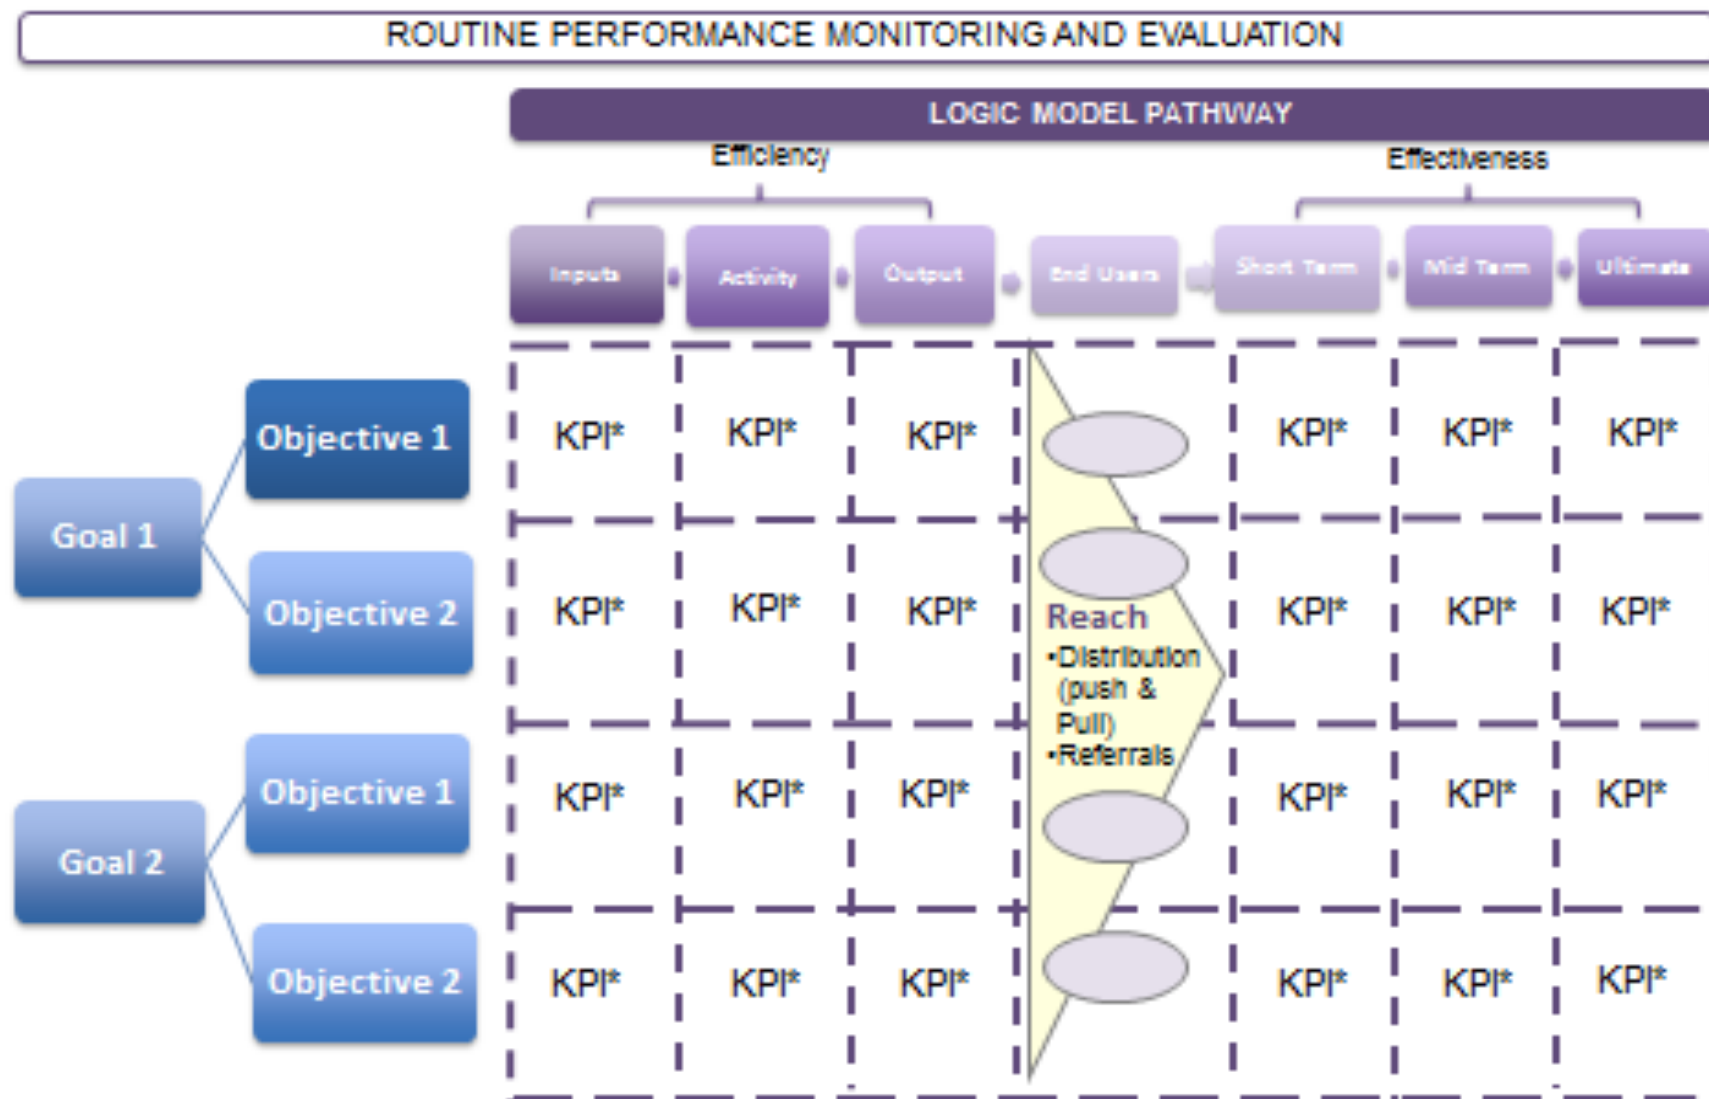 ROUTINE PERFORMANCE MONITORING AND EVALUATION
LOGIC MODEL PATHWAY
Efficiency
Effectiveness
Inputs
Activity
Output
End Users
Short Term
Mid Term
Ultimate
Goal 1
Objective 1
KPI* KPI* KPI* KPI* KPI* KPI*
Objective 2
KPI* KPI* KPI* KPI* KPI* KPI*
Reach
•Distribution
(push &
Pull)
•Referrals
Goal 2
Objective 1
KPI* KPI* KPI* KPI* KPI* KPI*
Objective 2
KPI* KPI* KPI* KPI* KPI* KPI*